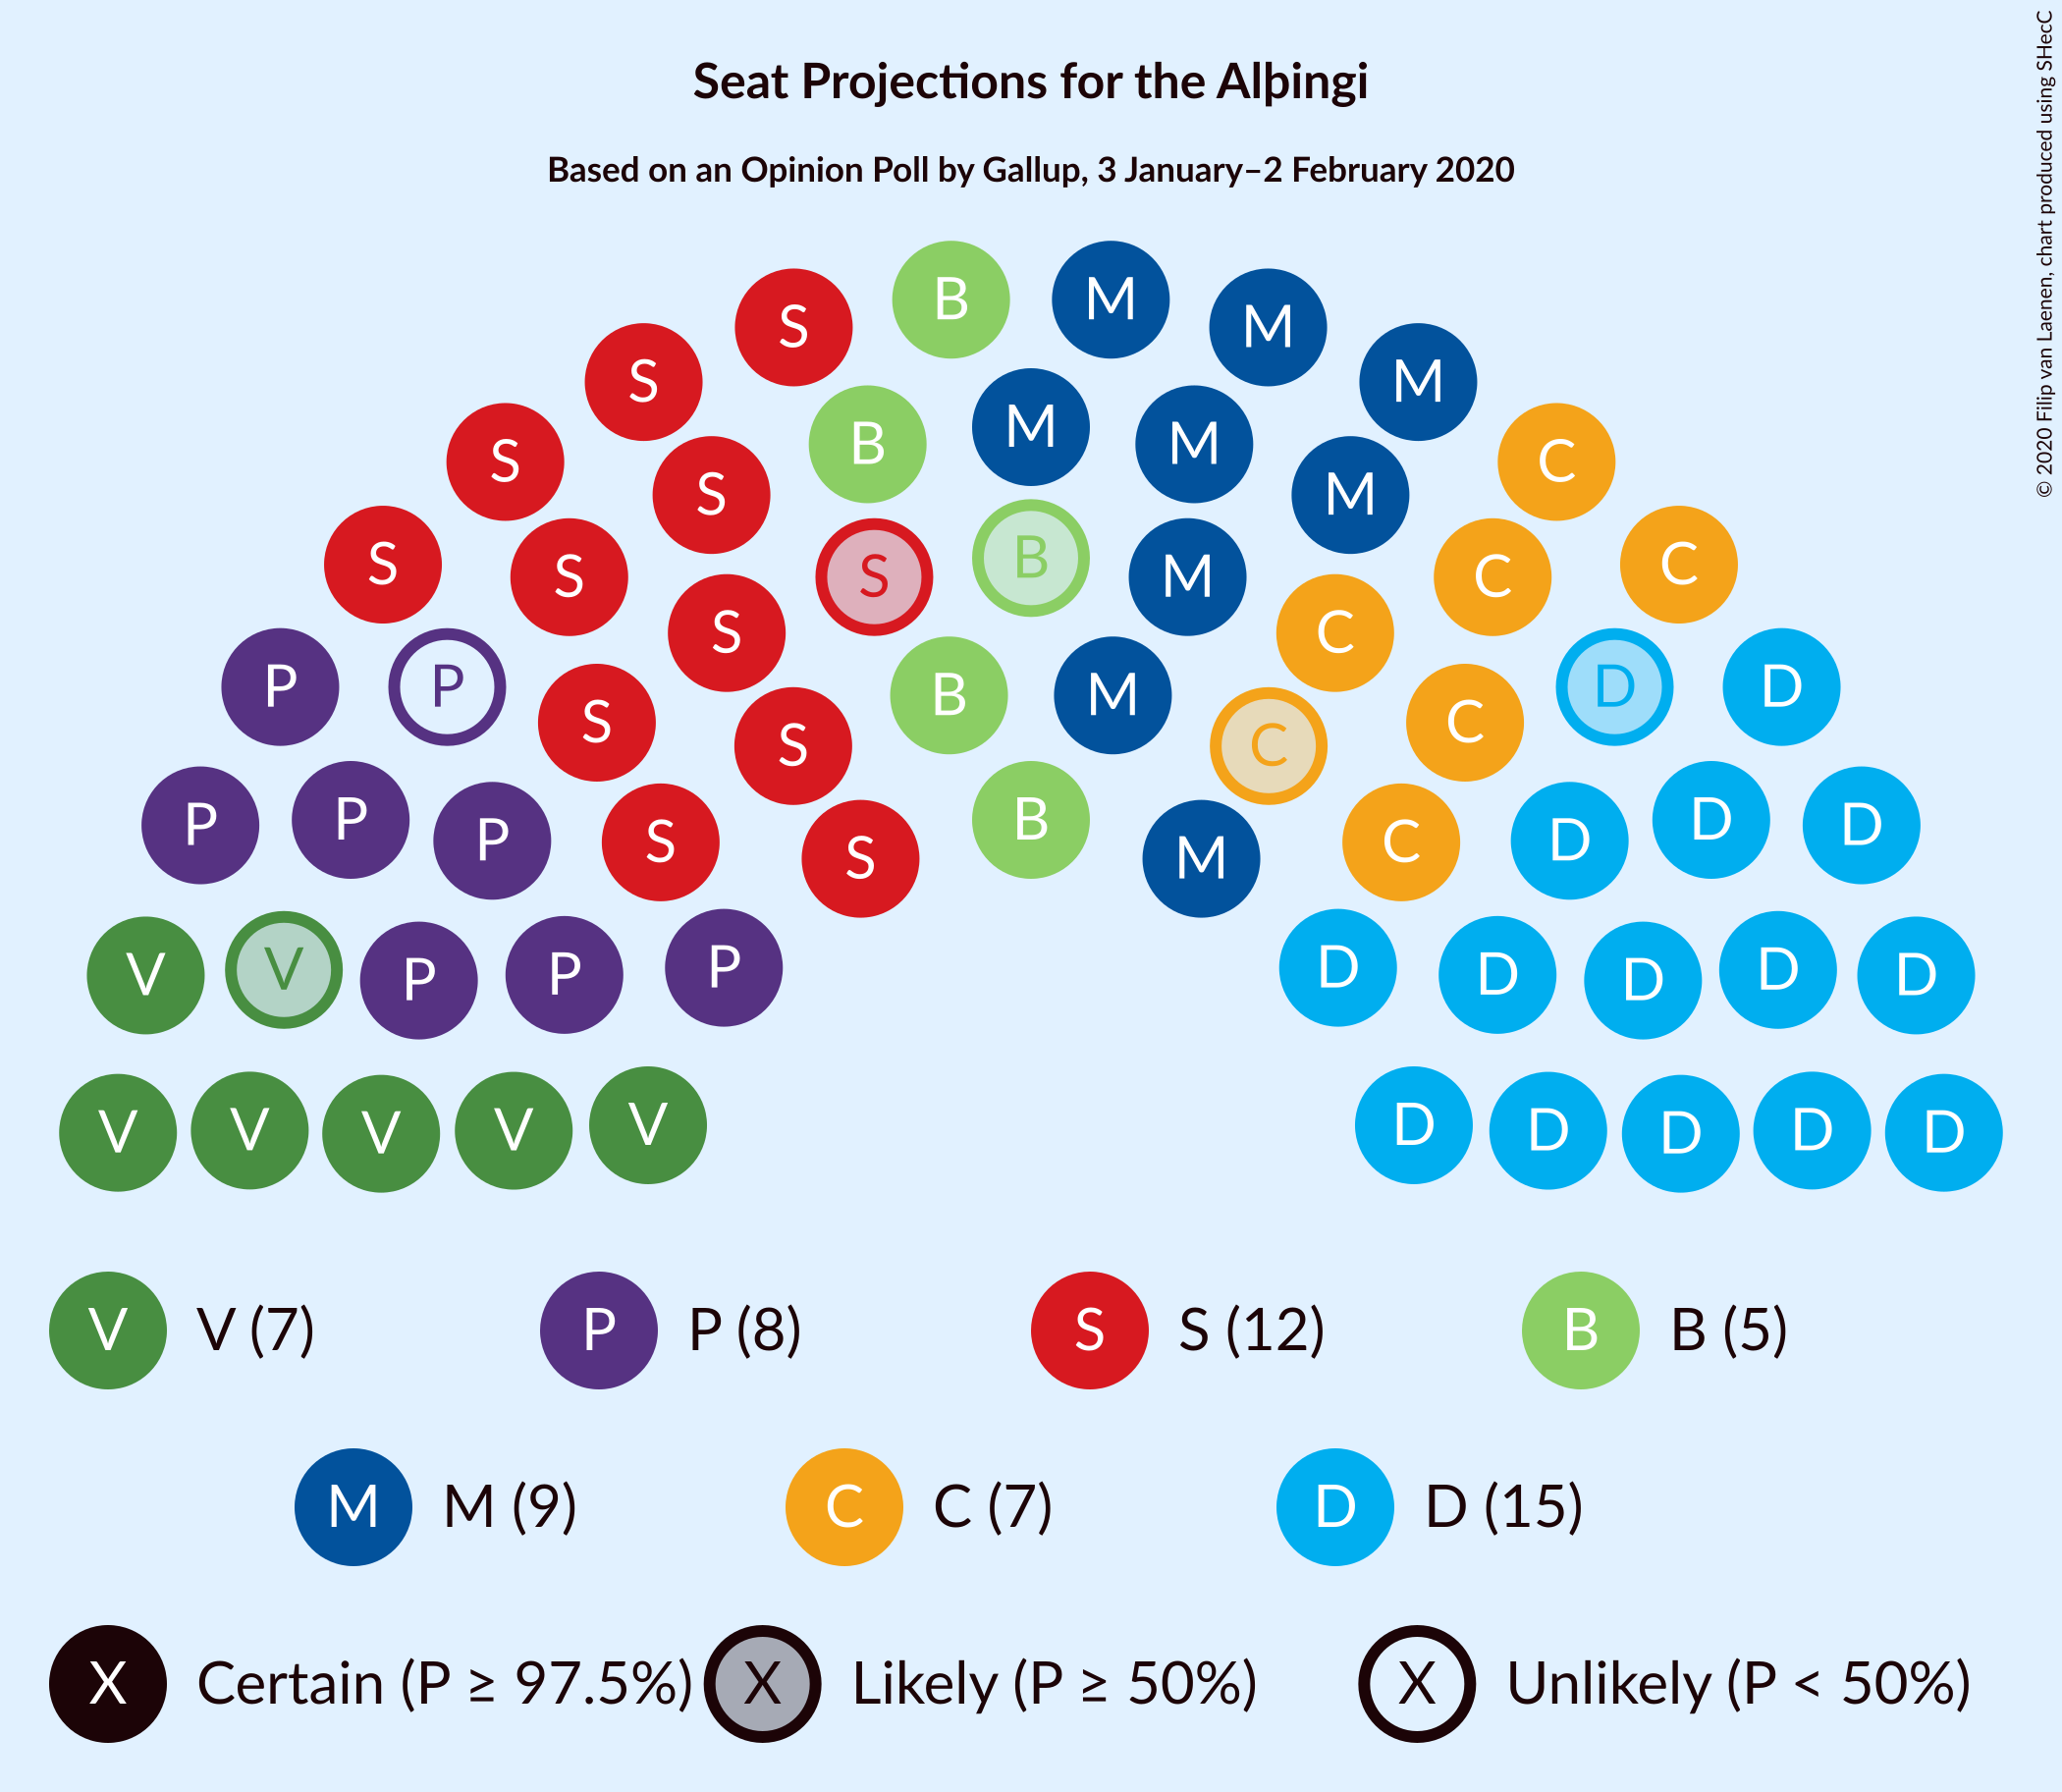 Seat Projections for the Alþingi
Based on an Opinion Poll by Gallup, 3 January–2 February 2020
© 2020 Filip van Laenen, chart produced using SHecC
B M
S M
S M
B M M
S C
S M
B
S C
S S M C
S C
S C
P P B M D D
S C
S C
P P P B D D D
S C
S M
V V P P P D D D D D
V V V V V D D D D D
V V (7) P P (8) S S (12) B B (5)
M M (9) C C (7) D D (15)
X Certain (P ≥ 97.5%) X Likely (P ≥ 50%) X Unlikely (P < 50%)